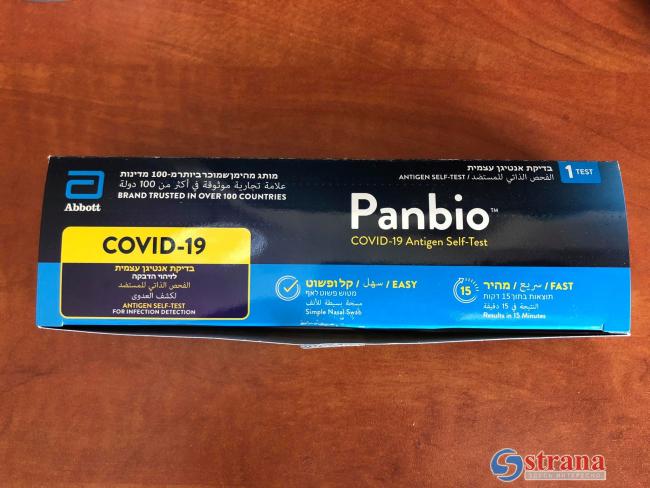 מותג מהימן שמוכר ביותר מ-100 מדינות
علامة تجارية موثوقة في أكثر من 100 دولة
BRAND TRUSTED IN OVER 100 COUNTRIES
Abbott
בדיקת אנטיגן עצמית
ANTIGEN SELF-TEST / الفحص الذاتي للمستضد
1 TEST
Panbio™
COVID-19 Antigen Self-Test
COVID-19
בדיקת אנטיגן עצמית
לזיהוי הדבקה
الفحص الذاتي للمستضد
لكشف العدوى
ANTIGEN SELF-TEST
FOR INFECTION DETECTION
קל ופשוט / سهل / EASY
מטוש פשוט לאף
مسحة بسيطة للأنف
Simple Nasal Swab
15
מהיר / سريع / FAST
תוצאות בתוך 15 דקות
النتيجة في 15 دقيقة
Results in 15 Minutes
strana
ЗДЕСЬ ИНТЕРЕСНО